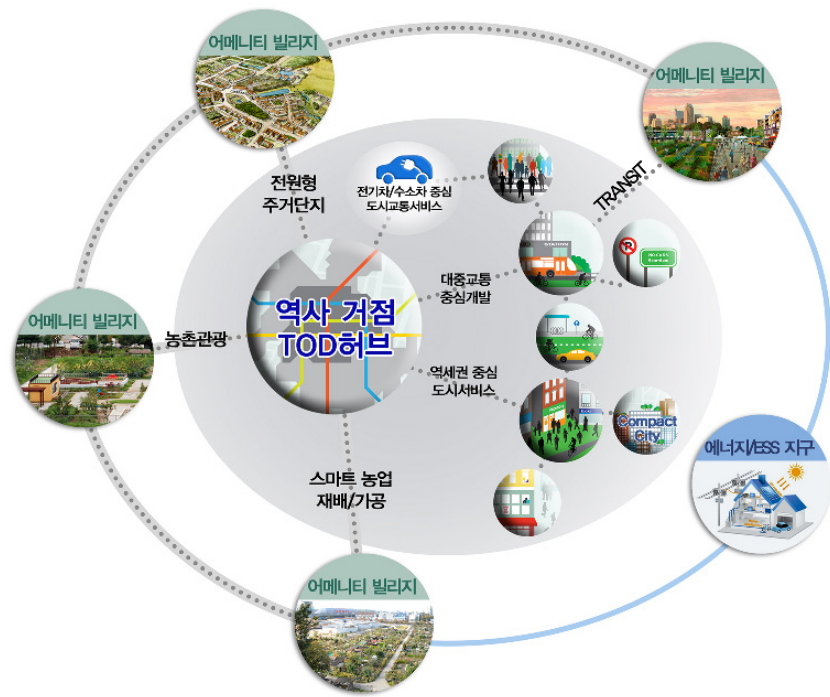 어메니티 빌리지
어메니티 빌리지
전원형
주거단지
전기차/수소차 중심
도시교통서비스
TRANSIT
NO CARS
대중교통
중심개발
역사 거점
TOD허브
어메니티 빌리지
농촌관광
역세권 중심
도시서비스
Compact
City
에너지/ESS 지구
스마트 농업
재배/가공
어메니티 빌리지